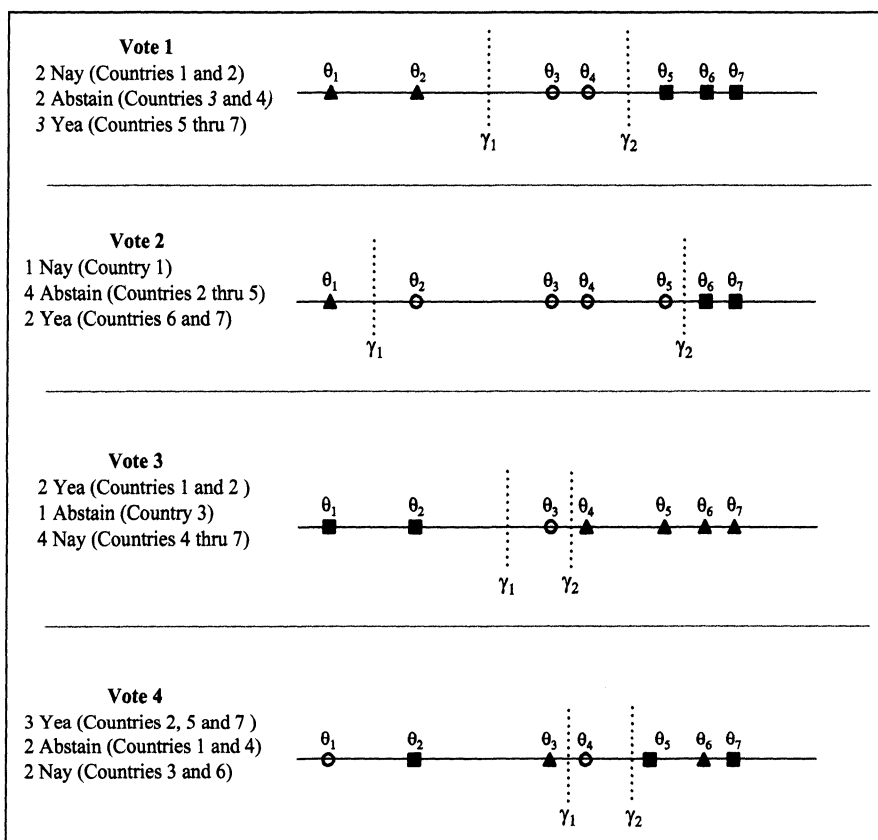 Vote 1
2 Nay (Countries 1 and 2)
2 Abstain (Countries 3 and 4)
3 Yea (Countries 5 thru 7)
θ1 θ2 θ3 θ4 θ5 θ6 θ7
γ1 γ2
Vote 2
1 Nay (Country 1)
4 Abstain (Countries 2 thru 5)
2 Yea (Countries 6 and 7)
θ1 θ2 θ3 θ4 θ5 θ6 θ7
γ1 γ2
Vote 3
2 Yea (Countries 1 and 2 )
1 Abstain (Country 3)
4 Nay (Countries 4 thru 7)
θ1 θ2 θ3 θ4 θ5 θ6 θ7
γ1 γ2
Vote 4
3 Yea (Countries 2, 5 and 7 )
2 Abstain (Countries 1 and 4)
2 Nay (Countries 3 and 6)
θ1 θ2 θ3 θ4 θ5 θ6 θ7
γ1 γ2